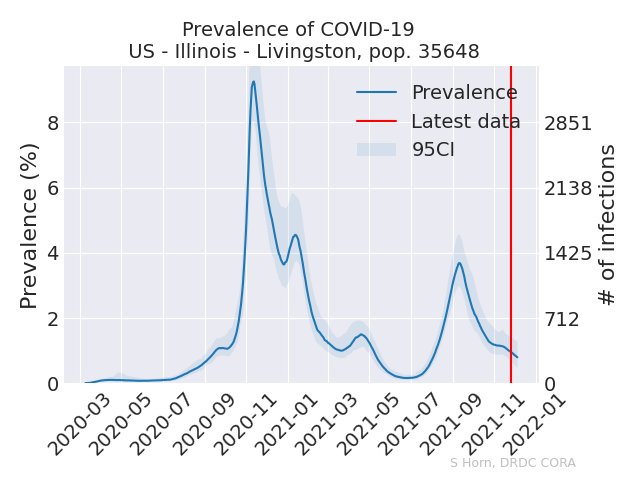 Prevalence of COVID-19
US - Illinois - Livingston, pop. 35648
Prevalence
Latest data
95CI
Prevalence (%)
8
6
4
2
0
2851
2138
1425
712
0
# of infections
2020-03
2020-05
2020-07
2020-09
2020-11
2021-01
2021-03
2021-05
2021-07
2021-09
2021-11
2022-01
S Horn, DRDC CORA